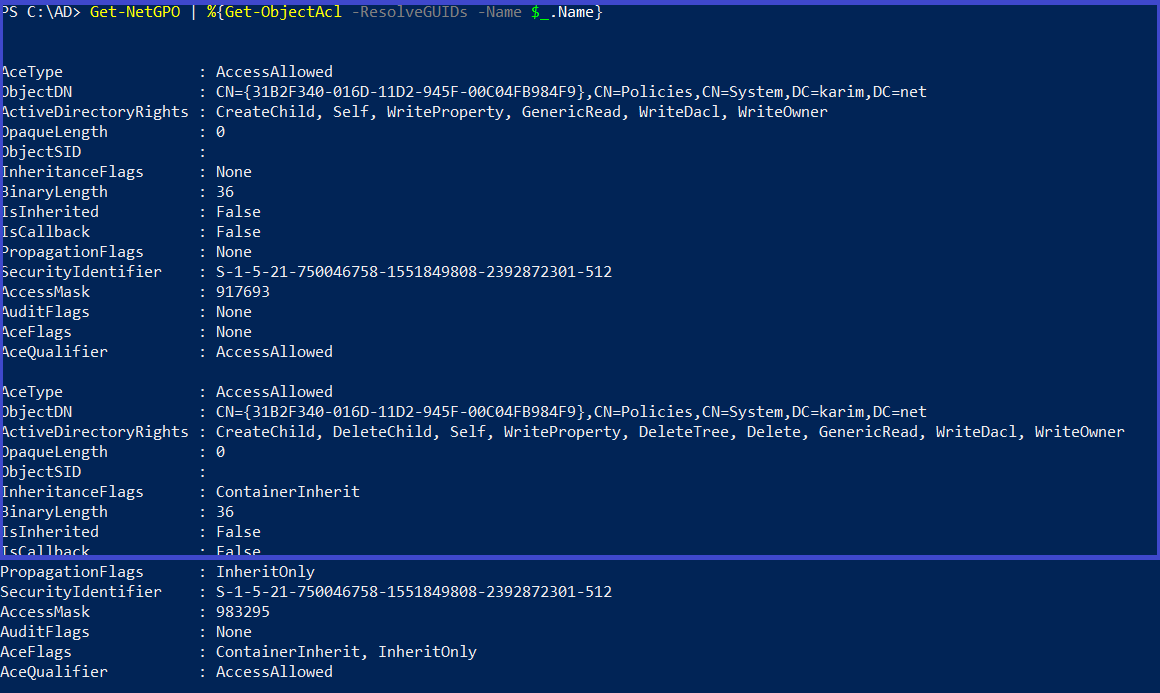 PS C:\AD> Get-NetGPO | %{Get-ObjectAcl -ResolveGUIDs -Name $_.Name}
AceType : AccessAllowed
ObjectDN : CN={31B2F340-016D-11D2-945F-00C04FB984F9},CN=Policies,CN=System,DC=karim,DC=net
ActiveDirectoryRights : CreateChild, Self, WriteProperty, GenericRead, WriteDacl, WriteOwner
OpaqueLength : 0
ObjectSID :
InheritanceFlags : None
BinaryLength : 36
IsInherited : False
IsCallback : False
PropagationFlags : None
SecurityIdentifier : S-1-5-21-750046758-1551849808-2392872301-512
AccessMask : 917693
AuditFlags : None
AceFlags : None
AceQualifier : AccessAllowed
AceType : AccessAllowed
ObjectDN : CN={31B2F340-016D-11D2-945F-00C04FB984F9},CN=Policies,CN=System,DC=karim,DC=net
ActiveDirectoryRights : CreateChild, DeleteChild, Self, WriteProperty, DeleteTree, Delete, GenericRead, WriteDacl, WriteOwner
OpaqueLength : 0
ObjectSID :
InheritanceFlags : ContainerInherit
BinaryLength : 36
IsInherited : False
IsCallback : False
PropagationFlags : InheritOnly
SecurityIdentifier : S-1-5-21-750046758-1551849808-2392872301-512
AccessMask : 983295
AuditFlags : None
AceFlags : ContainerInherit, InheritOnly
AceQualifier : AccessAllowed